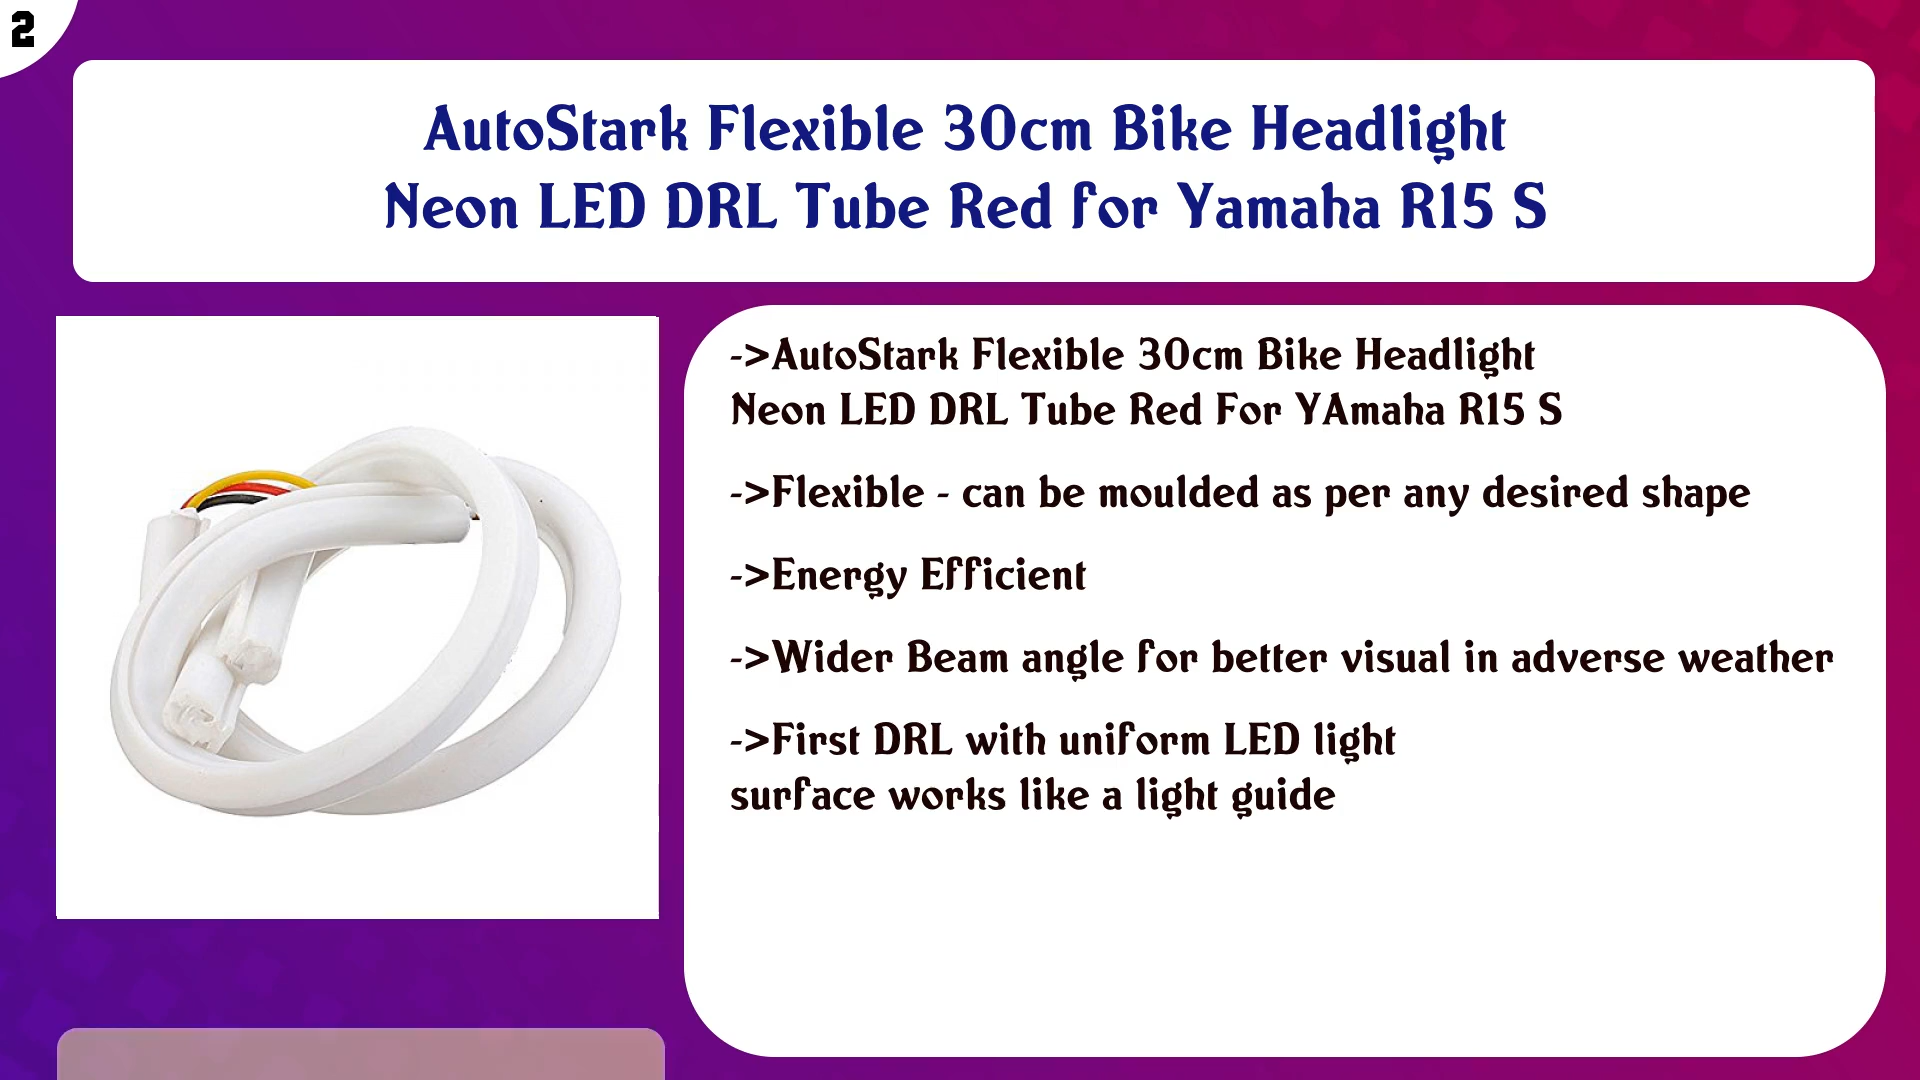 2
AutoStark Flexible 30cm Bike Headlight
Neon LED DRL Tube Red for Yamaha R15 S
->AutoStark Flexible 30cm Bike Headlight
Neon LED DRL Tube Red For YAmaha R15 S
->Flexible - can be moulded as per any desired shape
->Energy Efficient
->Wider Beam angle for better visual in adverse weather
->First DRL with uniform LED light
surface works like a light guide